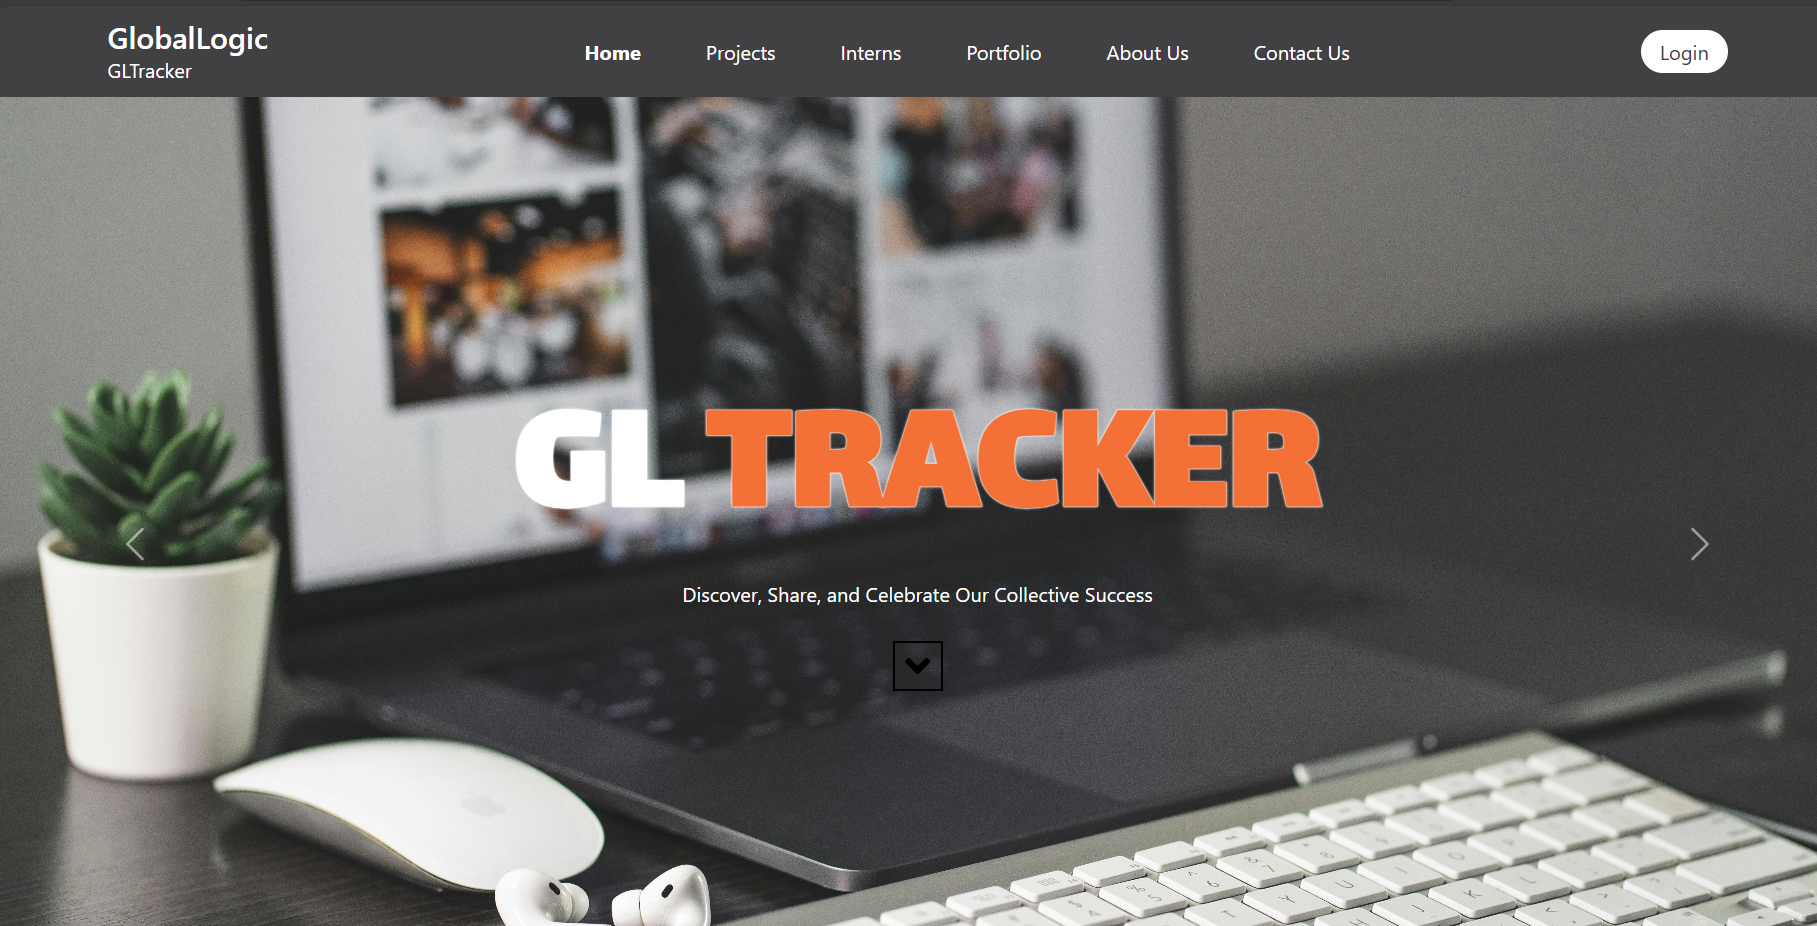 GlobalLogic
GLTracker
Home Projects Interns Portfolio About Us Contact Us
Login
GL TRACKER
Discover, Share, and Celebrate Our Collective Success